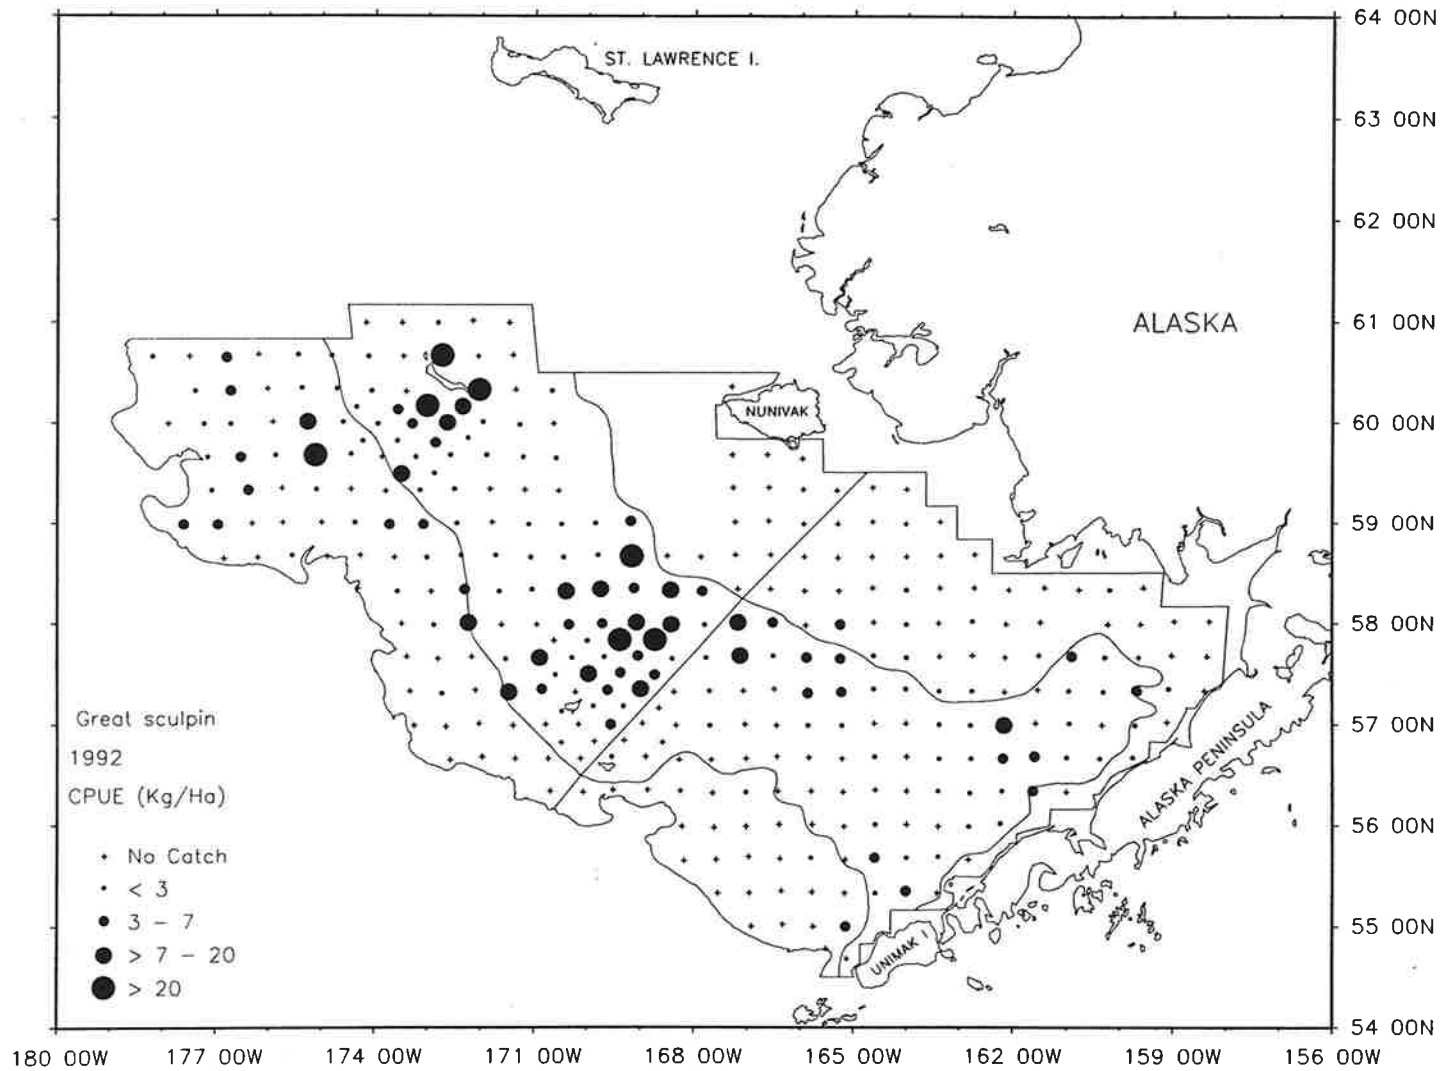 64 00N
ST. LAWRENCE I.
63 00N
62 00N
ALASKA
61 00N
NUNIVAK
60 00N
59 00N
58 00N
57 00N
56 00N
55 00N
54 00N
ALASKA PENINSULA
UNIMAK I
Great sculpin
1992
CPUE (Kg/Ha)
+ No Catch
• < 3
● 3 – 7
● > 7 – 20
● > 20
180 00W 177 00W 174 00W 171 00W 168 00W 165 00W 162 00W 159 00W 156 00W